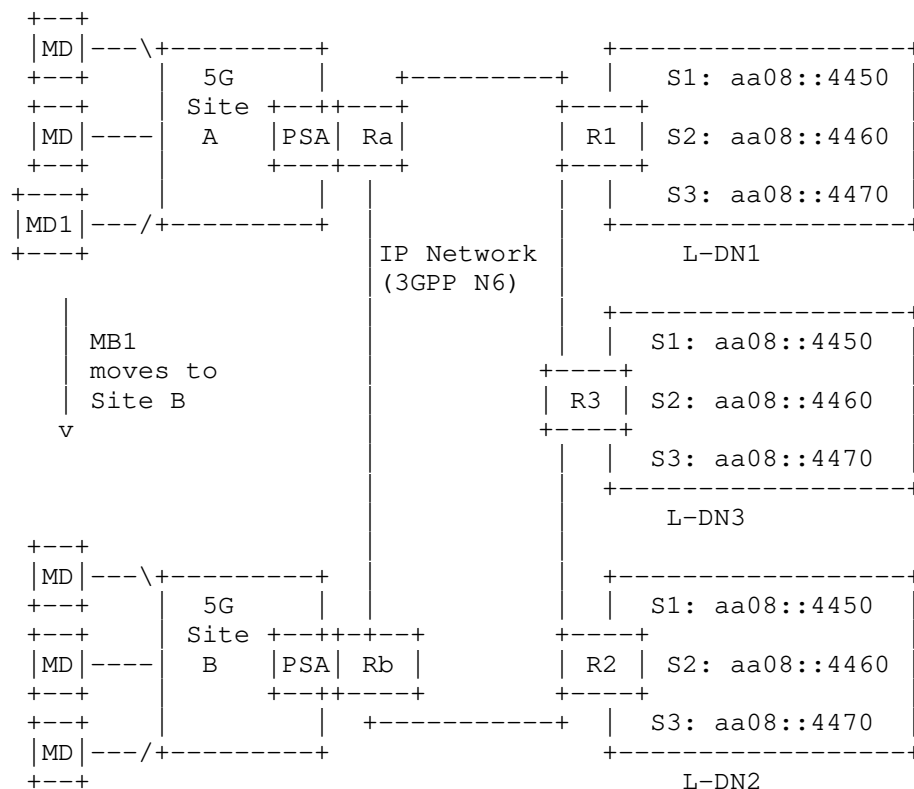 +--+
    |MD|---\+---------+                 +------------------+
    +--+    |  5G     |    +---------+  |   S1: aa08::4450 |
    +--+    | Site +--++---+         +----+                |
    |MD|----|  A   |PSA| Ra|         | R1 | S2: aa08::4460 |
    +--+    |      +---+---+         +----+                |
   +---+    |         |  |           |  |   S3: aa08::4470 |
   |MD1|---/+---------+  |           |  +------------------+
   +---+                 |IP Network |       L-DN1
                         |(3GPP N6)  |
      |                  |           |  +------------------+
      | MB1              |           |  | S1: aa08::4450   |
      | moves to         |          +----+                 |
      | Site B           |          | R3 | S2: aa08::4460  |
      v                  |          +----+                 |
                         |           |  | S3: aa08::4470   |
                         |           |  +------------------+
                         |           |      L-DN3
    +--+                 |           |
    |MD|---\+---------+  |           |  +------------------+
    +--+    |  5G     |  |           |  | S1: aa08::4450   |
    +--+    | Site +--++-+--+        +----+                |
    |MD|----|  B   |PSA| Rb |        | R2 | S2: aa08::4460 |
    +--+    |      +--++----+        +----+                |
    +--+    |         |  +-----------+  | S3: aa08::4470   |
    |MD|---/+---------+                 +------------------+
    +--+                                     L-DN2